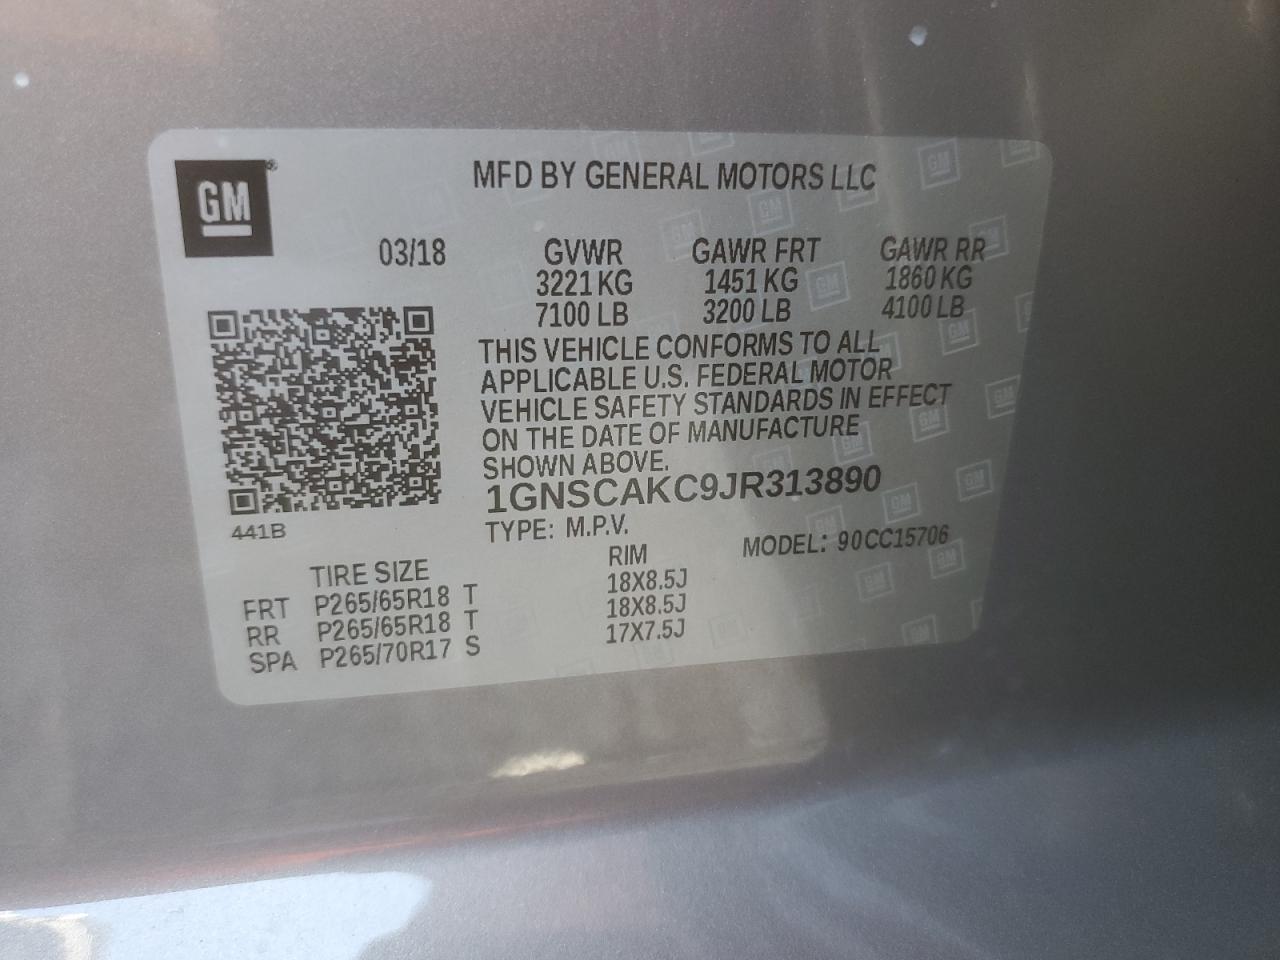 GM
MFD BY GENERAL MOTORS LLC
03/18 GVWR GAWR FRT GAWR RR
3221 KG 1451 KG 1860 KG
7100 LB 3200 LB 4100 LB
THIS VEHICLE CONFORMS TO ALL
APPLICABLE U.S. FEDERAL MOTOR
VEHICLE SAFETY STANDARDS IN EFFECT
ON THE DATE OF MANUFACTURE
SHOWN ABOVE.
1GNSCAKC9JR313890
441B
TYPE: M.P.V. MODEL: 90CC15706
TIRE SIZE RIM
FRT P265/65R18 T 18X8.5J
RR P265/65R18 T 18X8.5J
SPA P265/70R17 S 17X7.5J